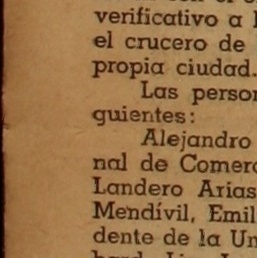 verificativo a
el crucero de
propia ciudad.
Las perso
guientes:
Alejandro
nal de Comerc
Landero Arias
Mendívil, Emil
dente de la Un